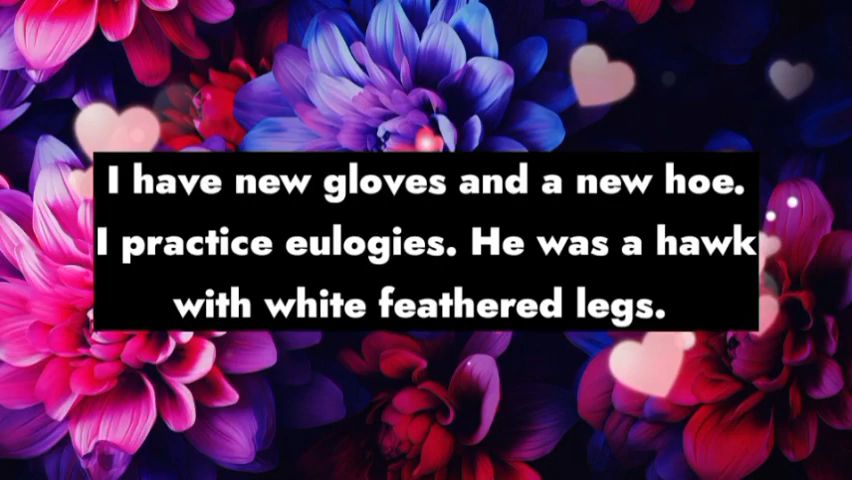 I have new gloves and a new hoe.
I practice eulogies. He was a hawk
with white feathered legs.